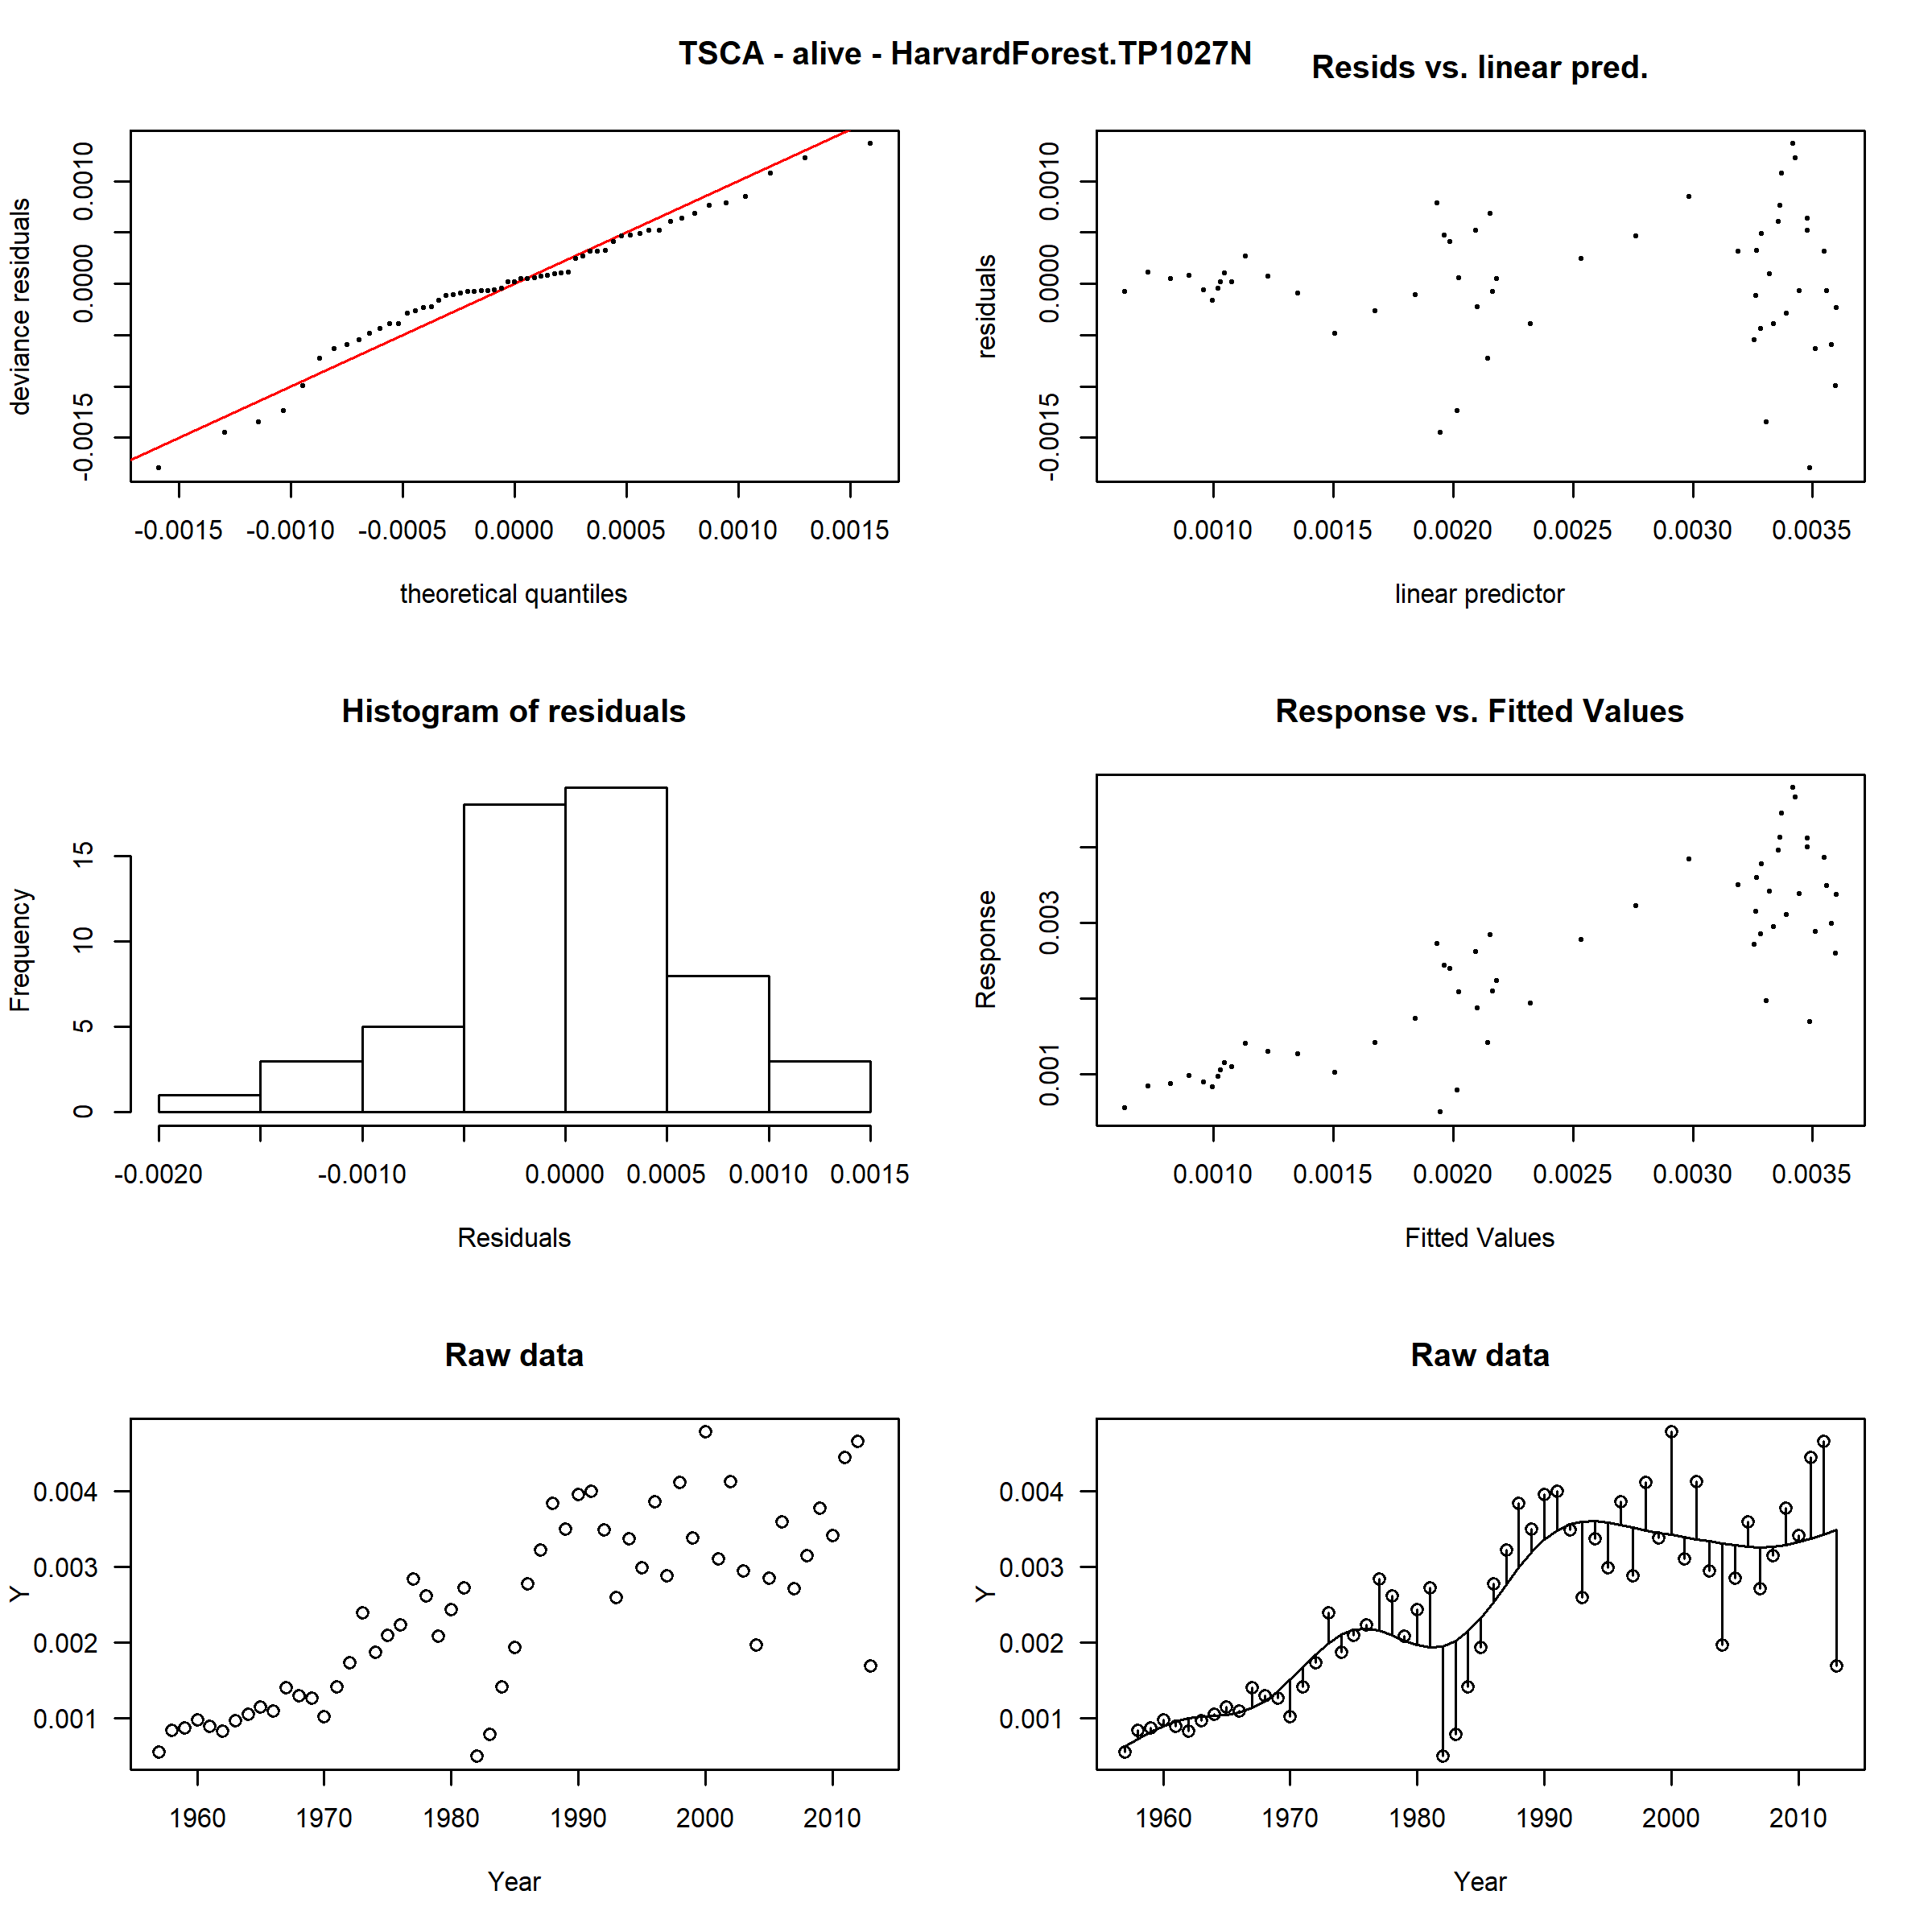 TSCA - alive - HarvardForest.TP1027N
Resids vs. linear pred.
deviance residuals
0.0010
0.0000
-0.0015
-0.0015 -0.0010 -0.0005 0.0000 0.0005 0.0010 0.0015
theoretical quantiles
residuals
0.0010
0.0000
-0.0015
0.0010 0.0015 0.0020 0.0025 0.0030 0.0035
linear predictor
Histogram of residuals
Frequency
15
10
5
0
-0.0020 -0.0010 0.0000 0.0005 0.0010 0.0015
Residuals
Response vs. Fitted Values
Response
0.003
0.001
0.0010 0.0015 0.0020 0.0025 0.0030 0.0035
Fitted Values
Raw data
Y
0.004
0.003
0.002
0.001
1960 1970 1980 1990 2000 2010
Year
Raw data
Y
0.004
0.003
0.002
0.001
1960 1970 1980 1990 2000 2010
Year